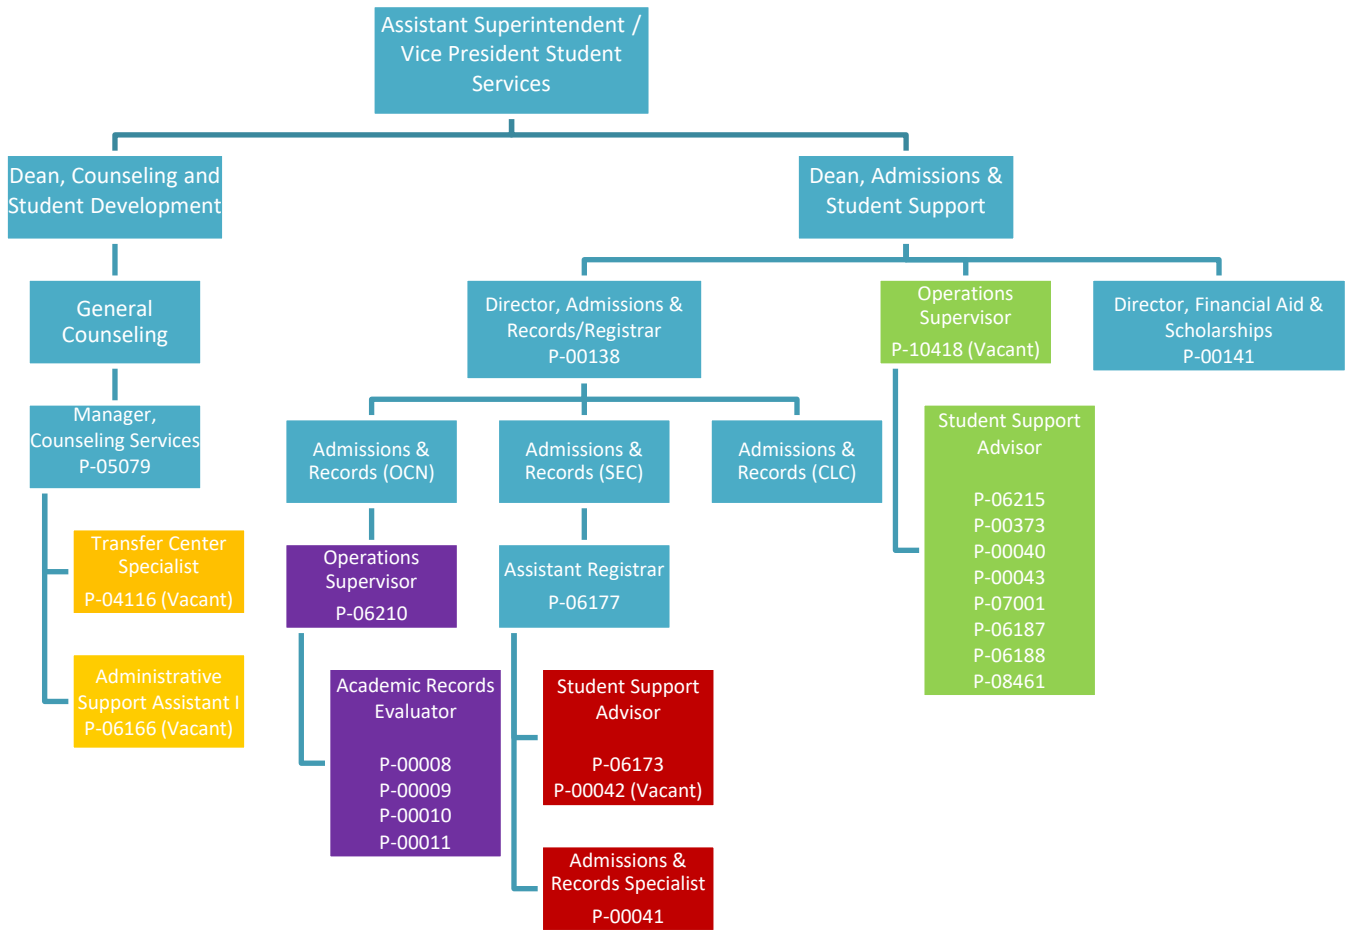 Assistant Superintendent /
Vice President Student
Services
Dean, Counseling and
Student Development
Dean, Admissions &
Student Support
General
Counseling
Director, Admissions &
Records/Registrar
P-00138
Operations
Supervisor
P-10418 (Vacant)
Director, Financial Aid &
Scholarships
P-00141
Manager,
Counseling Services
P-05079
Admissions &
Records (OCN)
Admissions &
Records (SEC)
Admissions &
Records (CLC)
Student Support
Advisor
P-06215
P-00373
P-00040
P-00043
P-07001
P-06187
P-06188
P-08461
Transfer Center
Specialist
P-04116 (Vacant)
Operations
Supervisor
P-06210
Assistant Registrar
P-06177
Administrative
Support Assistant I
P-06166 (Vacant)
Academic Records
Evaluator
P-00008
P-00009
P-00010
P-00011
Student Support
Advisor
P-06173
P-00042 (Vacant)
Admissions &
Records Specialist
P-00041